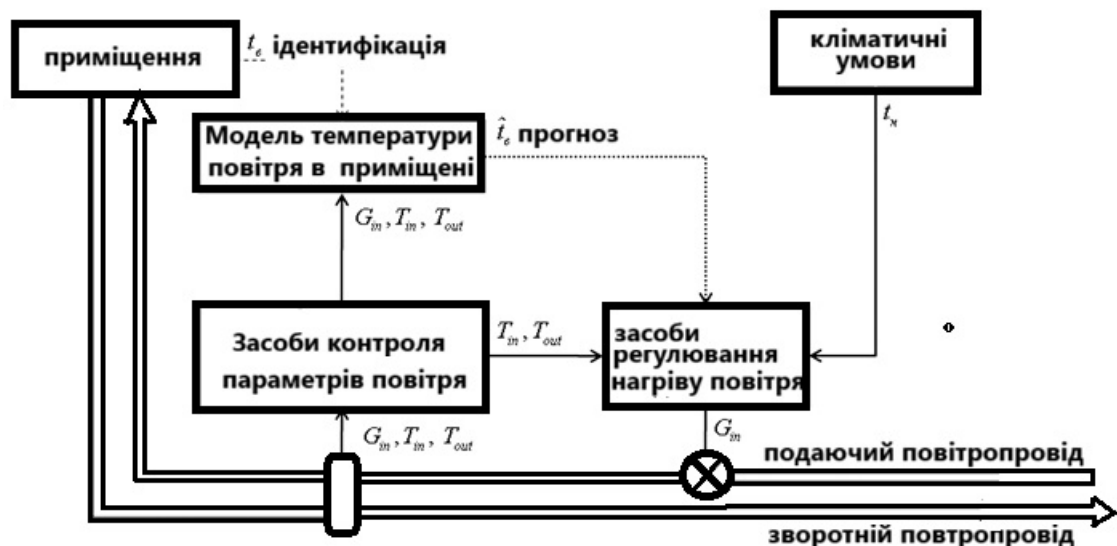 приміщення
t_в ідентифікація
кліматичні
умови
t_н
Модель температури
повітря в приміщені
t̂_в прогноз
G_in, T_in, T_out
Засоби контроля
параметрів повітря
T_in, T_out
засоби
регулювання
нагріву повітря
G_in, T_in, T_out
G_in
подаючий повітропровід
зворотній повтропровід